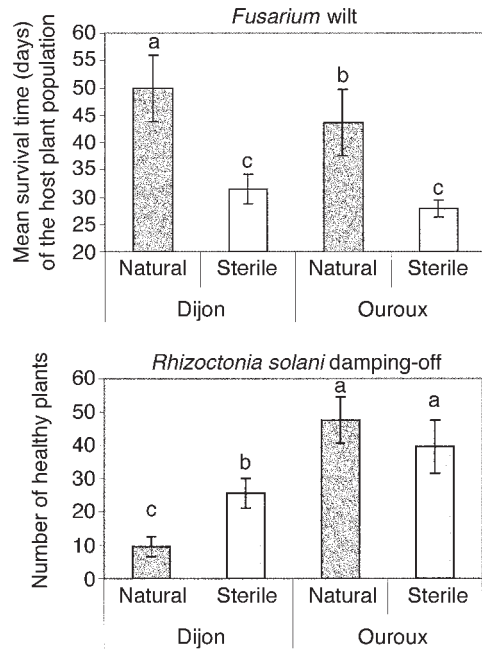 Fusarium wilt
Mean survival time (days)
of the host plant population
60
55
50
45
40
35
30
25
20
a
c
b
c
Natural Sterile Natural Sterile
Dijon Ouroux
Rhizoctonia solani damping-off
Number of healthy plants
60
50
40
30
20
10
0
c
b
a
a
Natural Sterile Natural Sterile
Dijon Ouroux